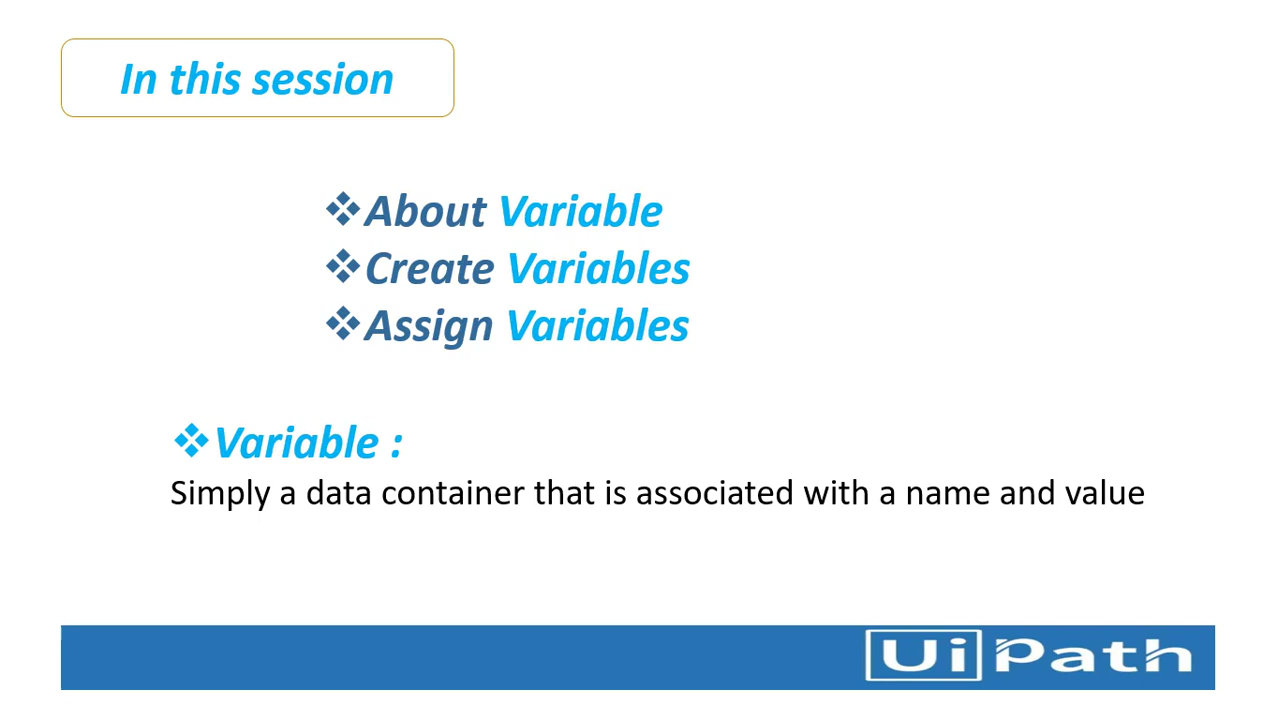 In this session
❖About Variable
❖Create Variables
❖Assign Variables
❖Variable :
Simply a data container that is associated with a name and value
UiPath